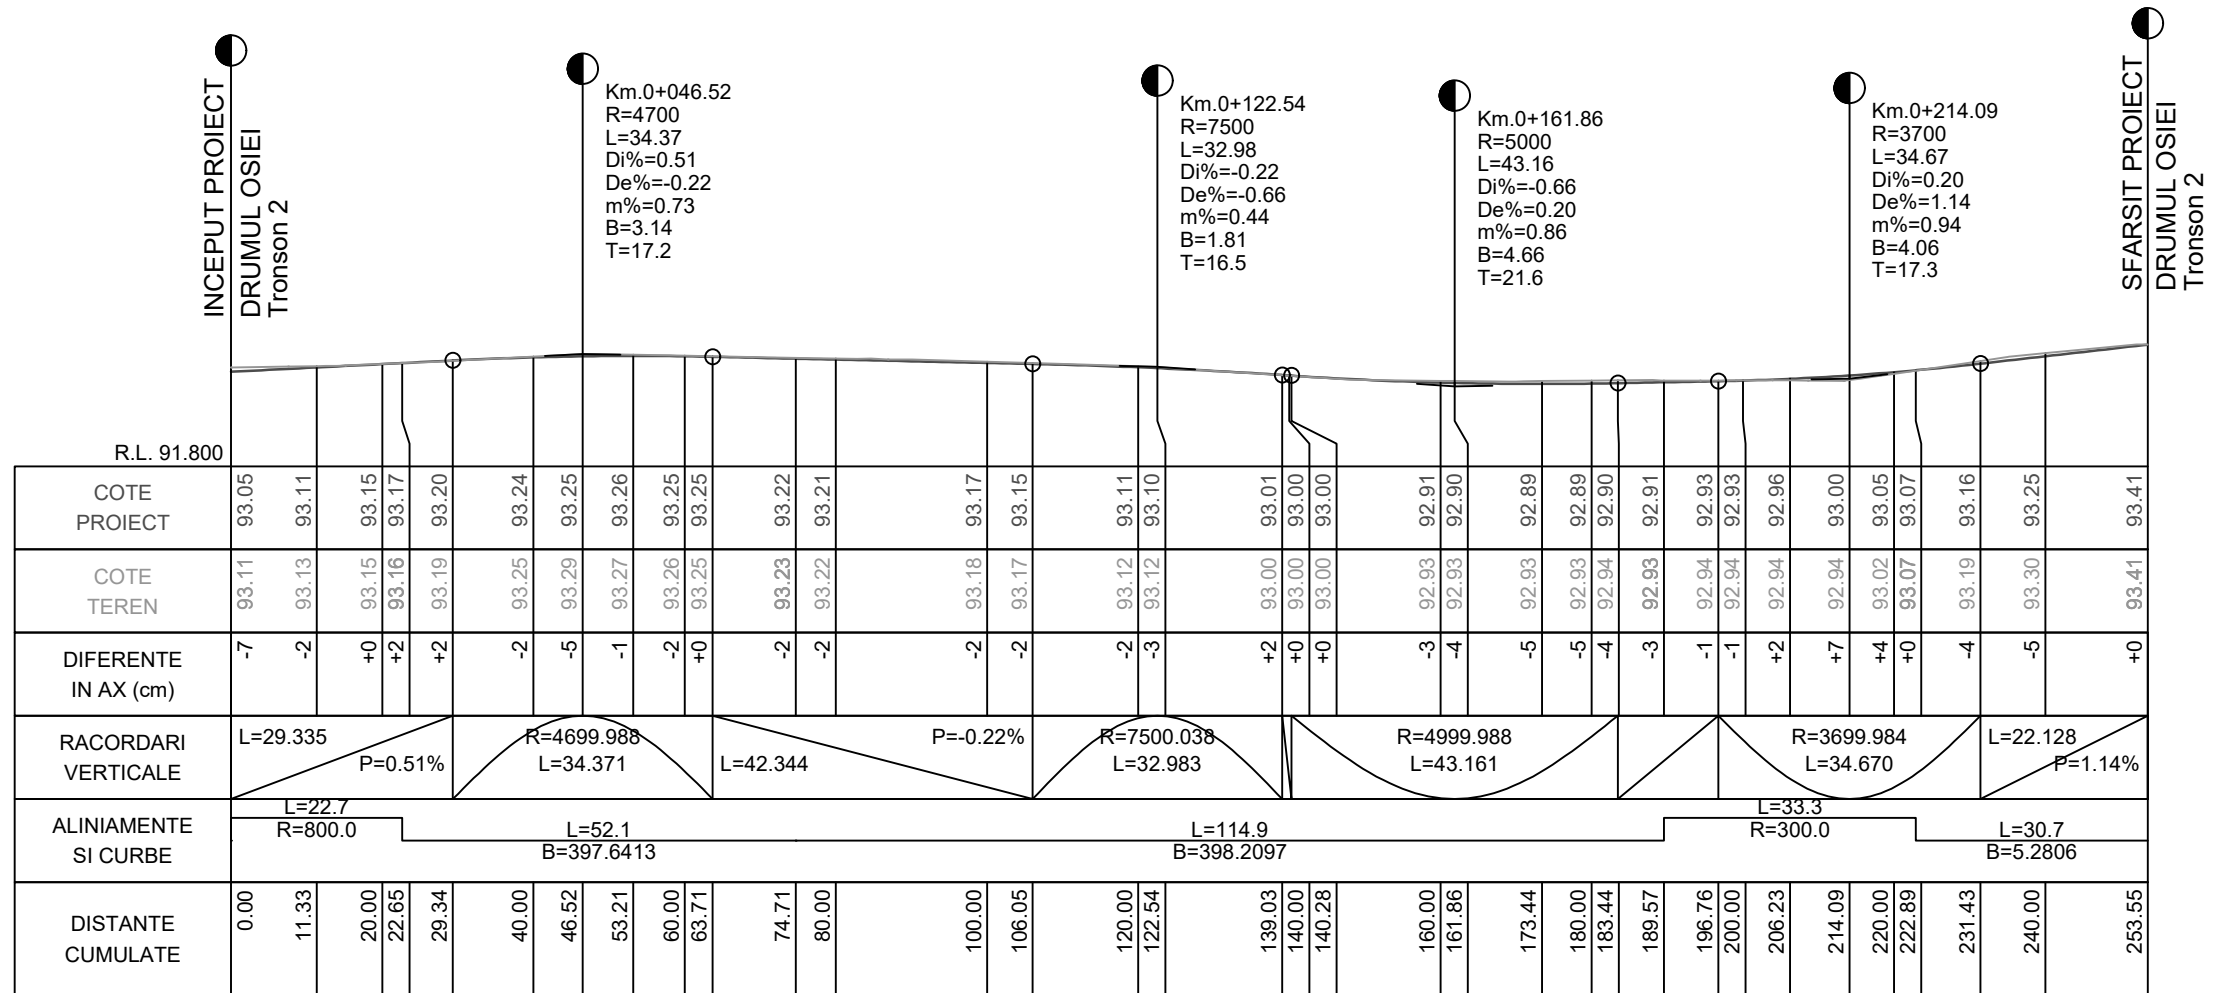 INCEPUT PROIECT
DRUMUL OSIEI
Tronson 2
Km.0+046.52
R=4700
L=34.37
Di%=0.51
De%=-0.22
m%=0.73
B=3.14
T=17.2
Km.0+122.54
R=7500
L=32.98
Di%=-0.22
De%=-0.66
m%=0.44
B=1.81
T=16.5
Km.0+161.86
R=5000
L=43.16
Di%=-0.66
De%=0.20
m%=0.86
B=4.66
T=21.6
Km.0+214.09
R=3700
L=34.67
Di%=0.20
De%=1.14
m%=0.94
B=4.06
T=17.3
SFARSIT PROIECT
DRUMUL OSIEI
Tronson 2
R.L. 91.800
COTE
PROIECT
93.05 93.11 93.15 93.17 93.20 93.24 93.25 93.26 93.25 93.25 93.22 93.21 93.17 93.15 93.11 93.10 93.01 93.00 93.00 92.91 92.90 92.89 92.89 92.90 92.91 92.93 92.93 92.96 93.00 93.05 93.07 93.16 93.25 93.41
COTE
TEREN
93.11 93.13 93.15 93.16 93.19 93.25 93.29 93.27 93.26 93.25 93.23 93.22 93.18 93.17 93.12 93.12 93.00 93.00 93.00 92.93 92.93 92.93 92.93 92.94 92.93 92.94 92.94 92.94 92.94 93.02 93.07 93.19 93.30 93.41
DIFERENTE
IN AX (cm)
-7 -2 +0 +2 +2 -2 -5 -1 -2 +0 -2 -2 -2 -2 -2 -3 +2 +0 +0 -3 -4 -5 -5 -4 -3 -1 -1 +2 +7 +4 +0 -4 -5 +0
RACORDARI
VERTICALE
L=29.335
P=0.51%
R=4699.988
L=34.371
L=42.344
P=-0.22%
R=7500.038
L=32.983
R=4999.988
L=43.161
R=3699.984
L=34.670
L=22.128
P=1.14%
ALINIAMENTE
SI CURBE
L=22.7
R=800.0
L=52.1
B=397.6413
L=114.9
B=398.2097
L=33.3
R=300.0
L=30.7
B=5.2806
DISTANTE
CUMULATE
0.00 11.33 20.00 22.65 29.34 40.00 46.52 53.21 60.00 63.71 74.71 80.00 100.00 106.05 120.00 122.54 139.03 140.00 140.28 160.00 161.86 173.44 180.00 183.44 189.57 196.76 200.00 206.23 214.09 220.00 222.89 231.43 240.00 253.55